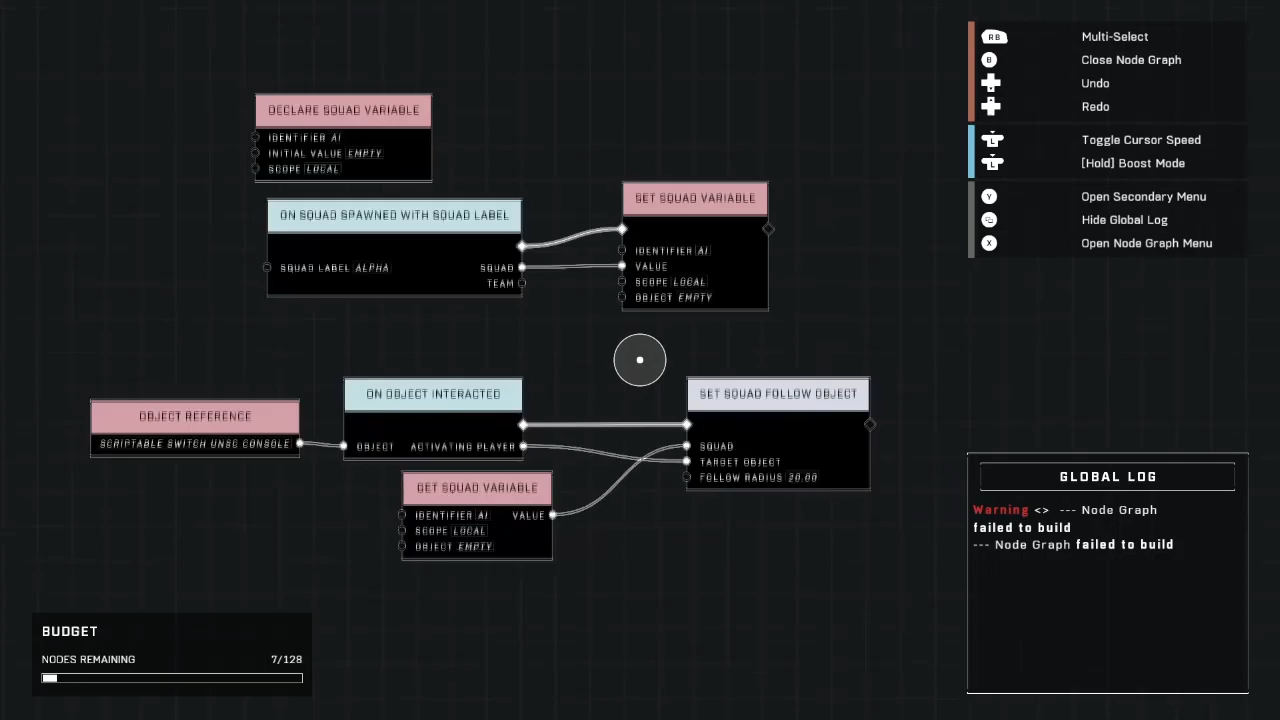 DECLARE SQUAD VARIABLE
IDENTIFIER AI
INITIAL VALUE EMPTY
SCOPE LOCAL
ON SQUAD SPAWNED WITH SQUAD LABEL
SQUAD LABEL ALPHA
SQUAD
TEAM
SET SQUAD VARIABLE
IDENTIFIER AI
VALUE
SCOPE LOCAL
OBJECT EMPTY
OBJECT REFERENCE
SCRIPTABLE SWITCH UNSC CONSOLE
ON OBJECT INTERACTED
OBJECT ACTIVATING PLAYER
GET SQUAD VARIABLE
IDENTIFIER AI VALUE
SCOPE LOCAL
OBJECT EMPTY
SET SQUAD FOLLOW OBJECT
SQUAD
TARGET OBJECT
FOLLOW RADIUS 20.00
RB Multi-Select
B Close Node Graph
Undo
Redo
L Toggle Cursor Speed
L [Hold] Boost Mode
Y Open Secondary Menu
Hide Global Log
X Open Node Graph Menu
GLOBAL LOG
Warning <> --- Node Graph
failed to build
--- Node Graph failed to build
BUDGET
NODES REMAINING 7/128